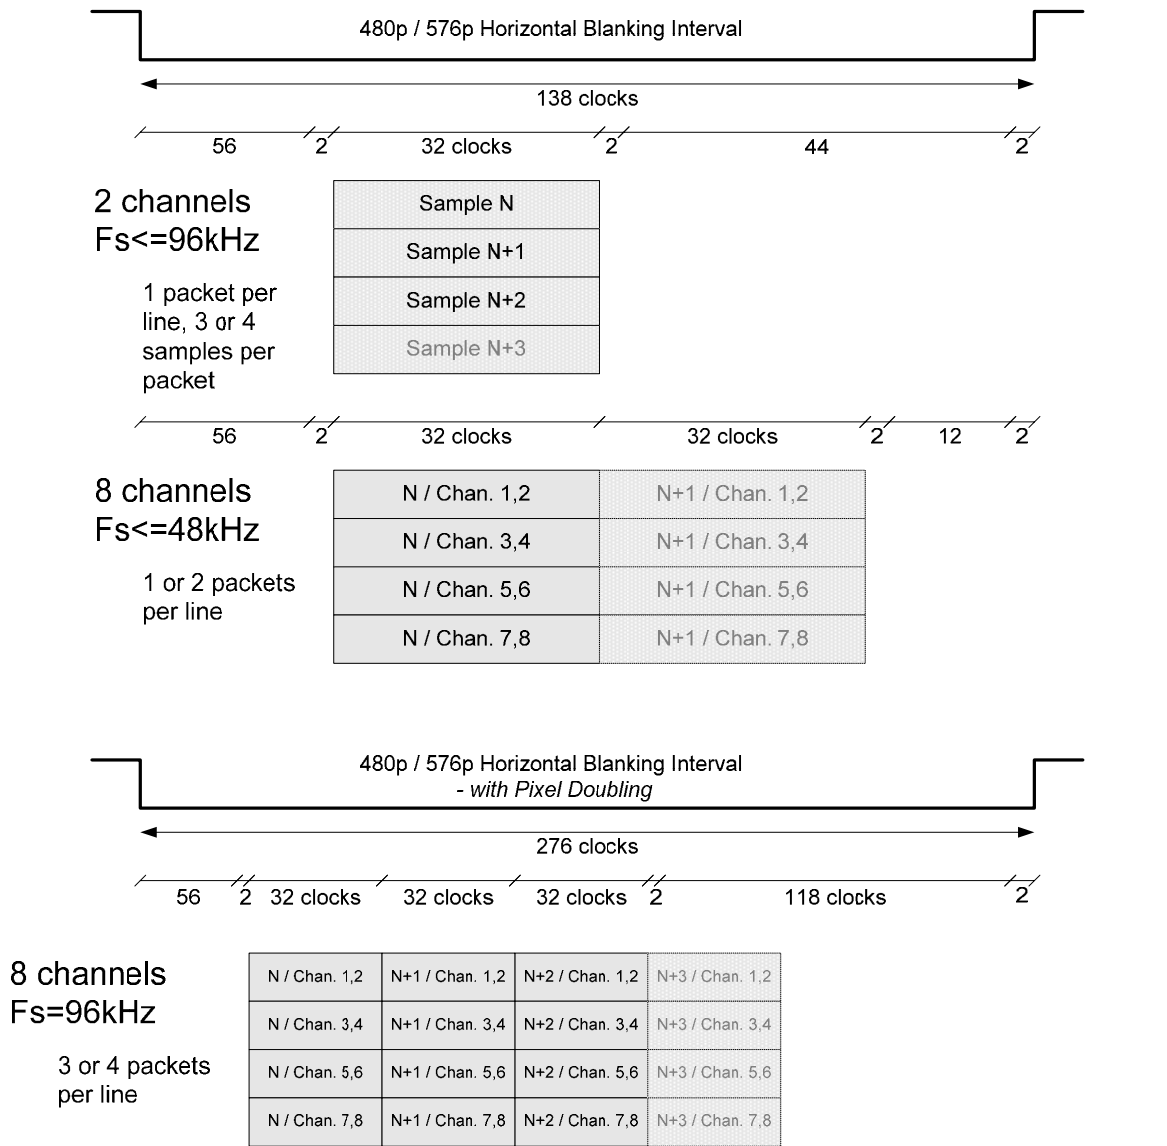 480p / 576p Horizontal Blanking Interval
138 clocks
56 2 32 clocks 2 44 2
2 channels
Fs<=96kHz
1 packet per
line, 3 or 4
samples per
packet
Sample N
Sample N+1
Sample N+2
Sample N+3
56 2 32 clocks 32 clocks 2 12 2
8 channels
Fs<=48kHz
1 or 2 packets
per line
N / Chan. 1,2 N+1 / Chan. 1,2
N / Chan. 3,4 N+1 / Chan. 3,4
N / Chan. 5,6 N+1 / Chan. 5,6
N / Chan. 7,8 N+1 / Chan. 7,8
480p / 576p Horizontal Blanking Interval
- with Pixel Doubling
276 clocks
56 2 32 clocks 32 clocks 32 clocks 2 118 clocks 2
8 channels
Fs=96kHz
3 or 4 packets
per line
N / Chan. 1,2 N+1 / Chan. 1,2 N+2 / Chan. 1,2 N+3 / Chan. 1,2
N / Chan. 3,4 N+1 / Chan. 3,4 N+2 / Chan. 3,4 N+3 / Chan. 3,4
N / Chan. 5,6 N+1 / Chan. 5,6 N+2 / Chan. 5,6 N+3 / Chan. 5,6
N / Chan. 7,8 N+1 / Chan. 7,8 N+2 / Chan. 7,8 N+3 / Chan. 7,8